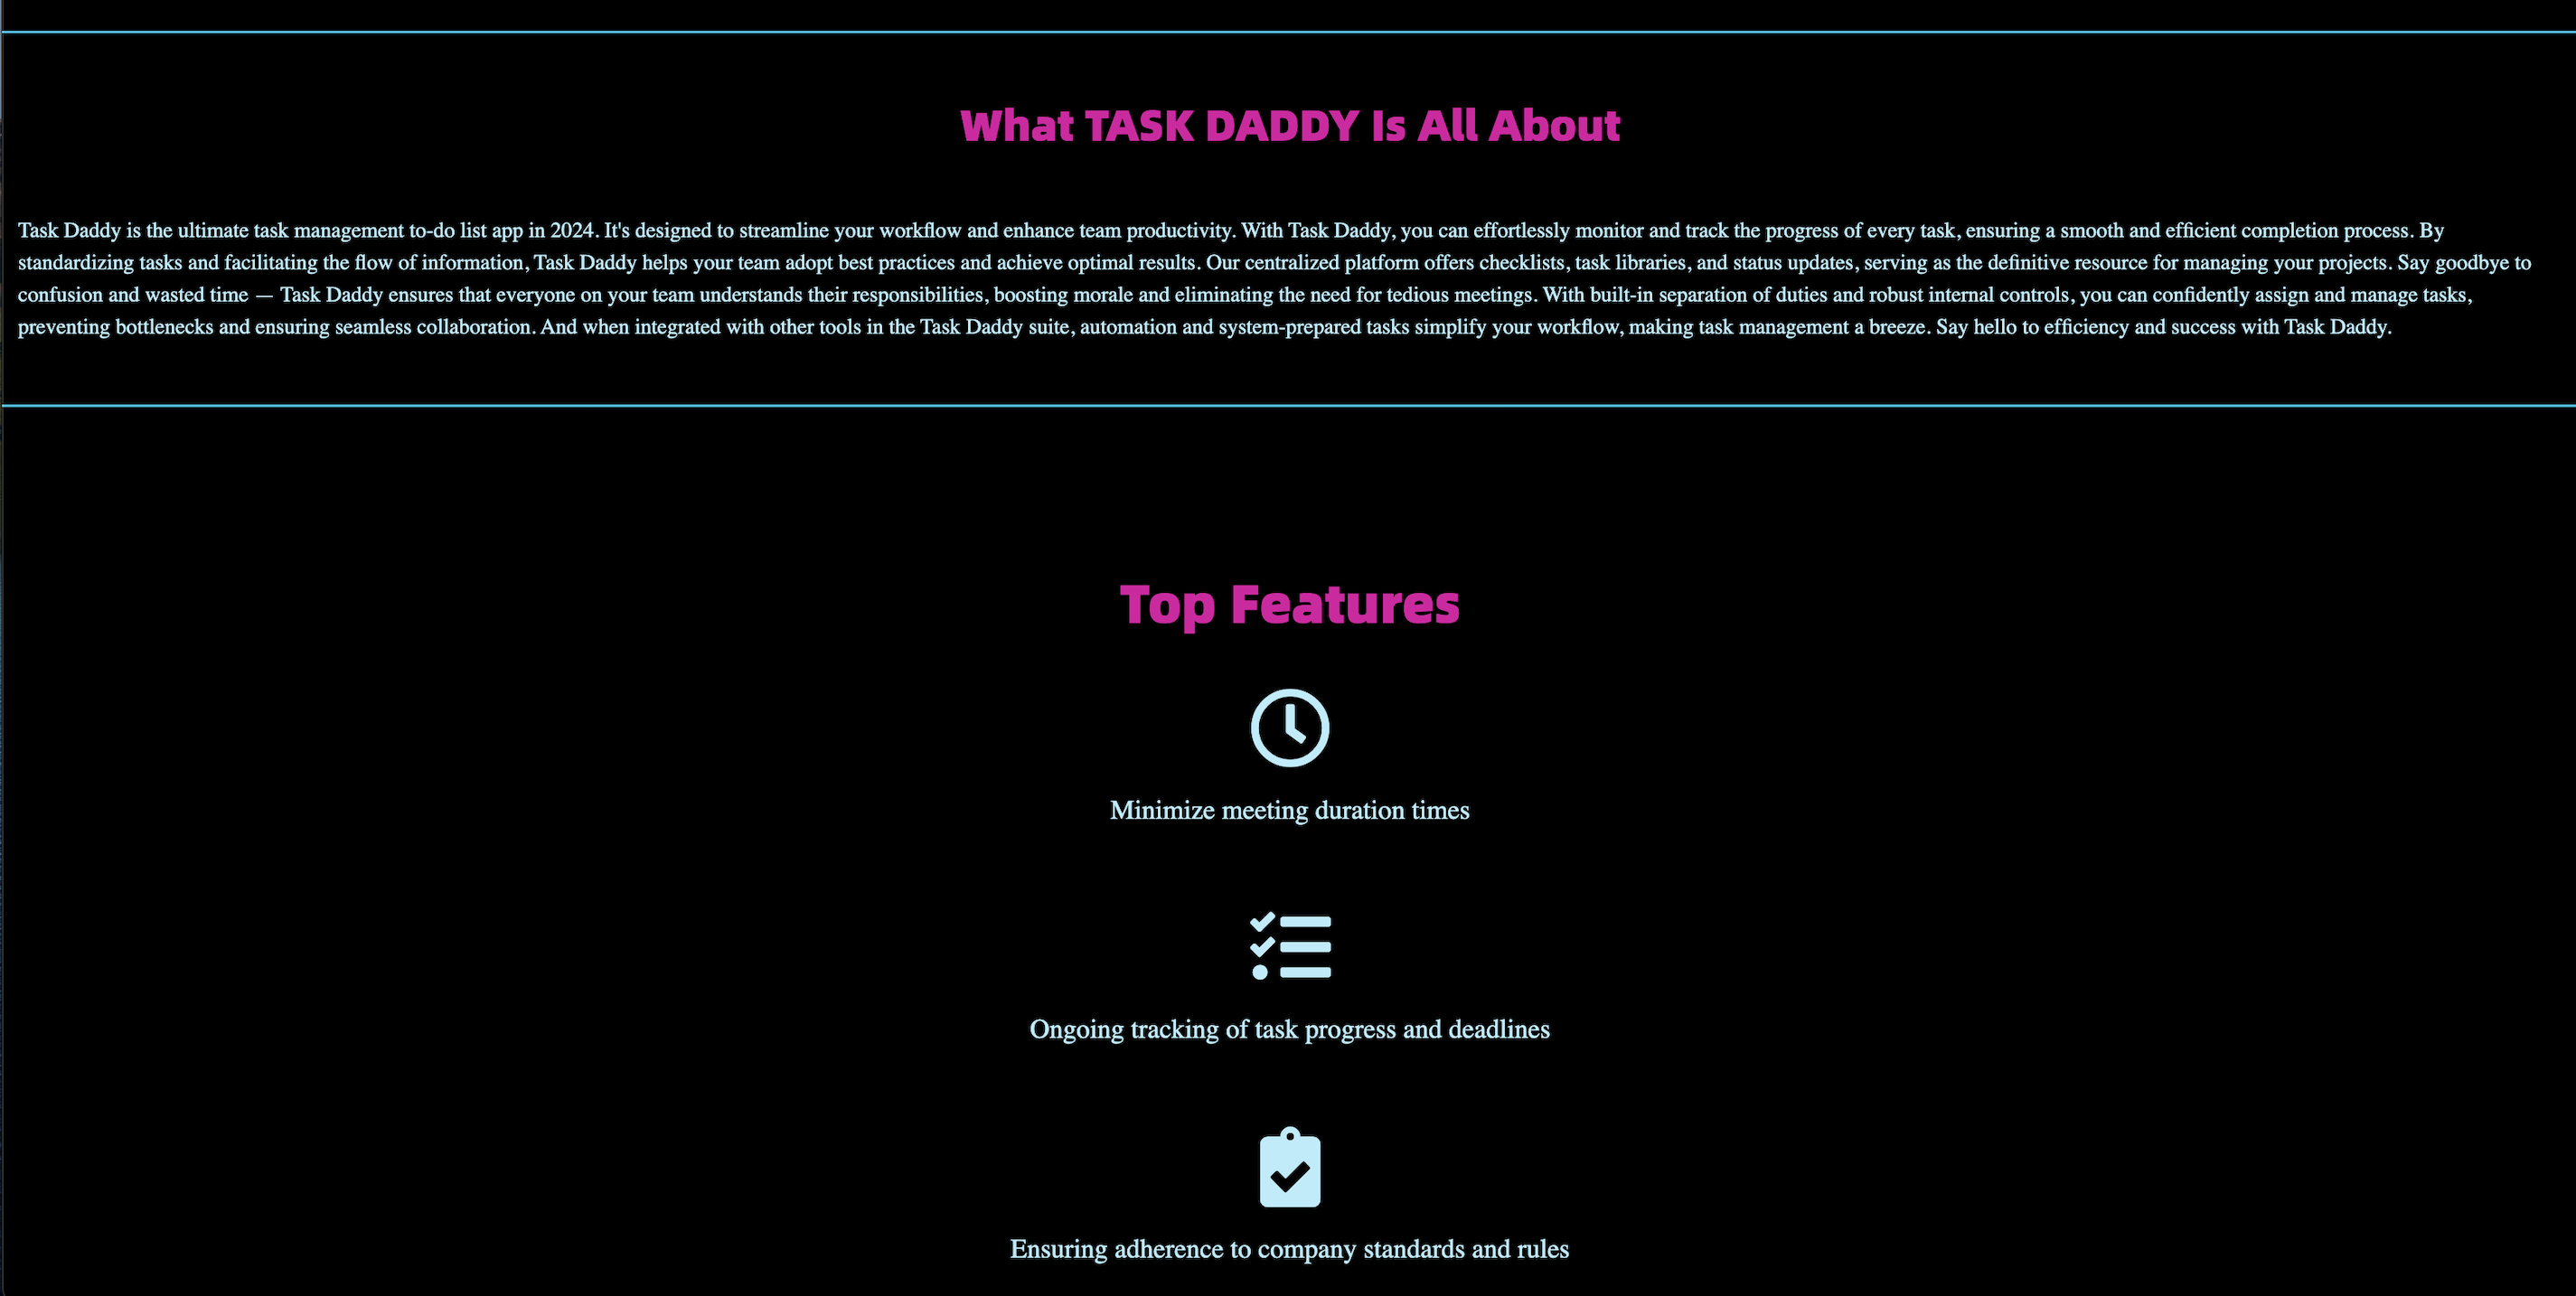 What TASK DADDY Is All About
Task Daddy is the ultimate task management to-do list app in 2024. It's designed to streamline your workflow and enhance team productivity. With Task Daddy, you can effortlessly monitor and track the progress of every task, ensuring a smooth and efficient completion process. By
standardizing tasks and facilitating the flow of information, Task Daddy helps your team adopt best practices and achieve optimal results. Our centralized platform offers checklists, task libraries, and status updates, serving as the definitive resource for managing your projects. Say goodbye to
confusion and wasted time — Task Daddy ensures that everyone on your team understands their responsibilities, boosting morale and eliminating the need for tedious meetings. With built-in separation of duties and robust internal controls, you can confidently assign and manage tasks,
preventing bottlenecks and ensuring seamless collaboration. And when integrated with other tools in the Task Daddy suite, automation and system-prepared tasks simplify your workflow, making task management a breeze. Say hello to efficiency and success with Task Daddy.
Top Features
Minimize meeting duration times
Ongoing tracking of task progress and deadlines
Ensuring adherence to company standards and rules